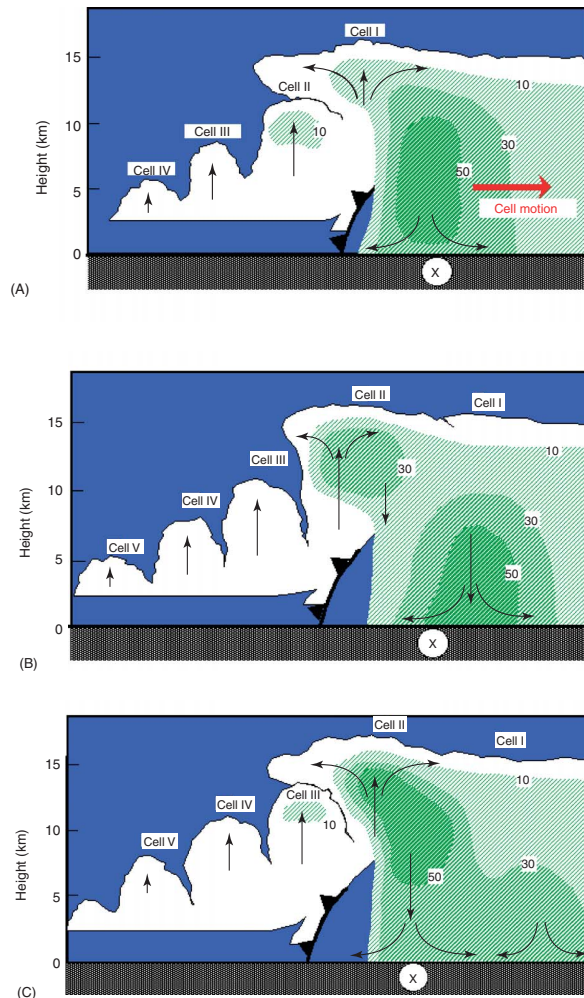 Cell I
15
Cell II
10
Cell III
10
10
30
Cell IV
50
5
Cell motion
0
Height (km)
X
(A)
Cell II
Cell I
15
Cell III
10
30
10
Cell IV
30
Cell V
5
50
0
Height (km)
X
(B)
Cell II
Cell I
15
10
Cell III
Cell IV
10
10
Cell V
30
50
5
0
Height (km)
X
(C)